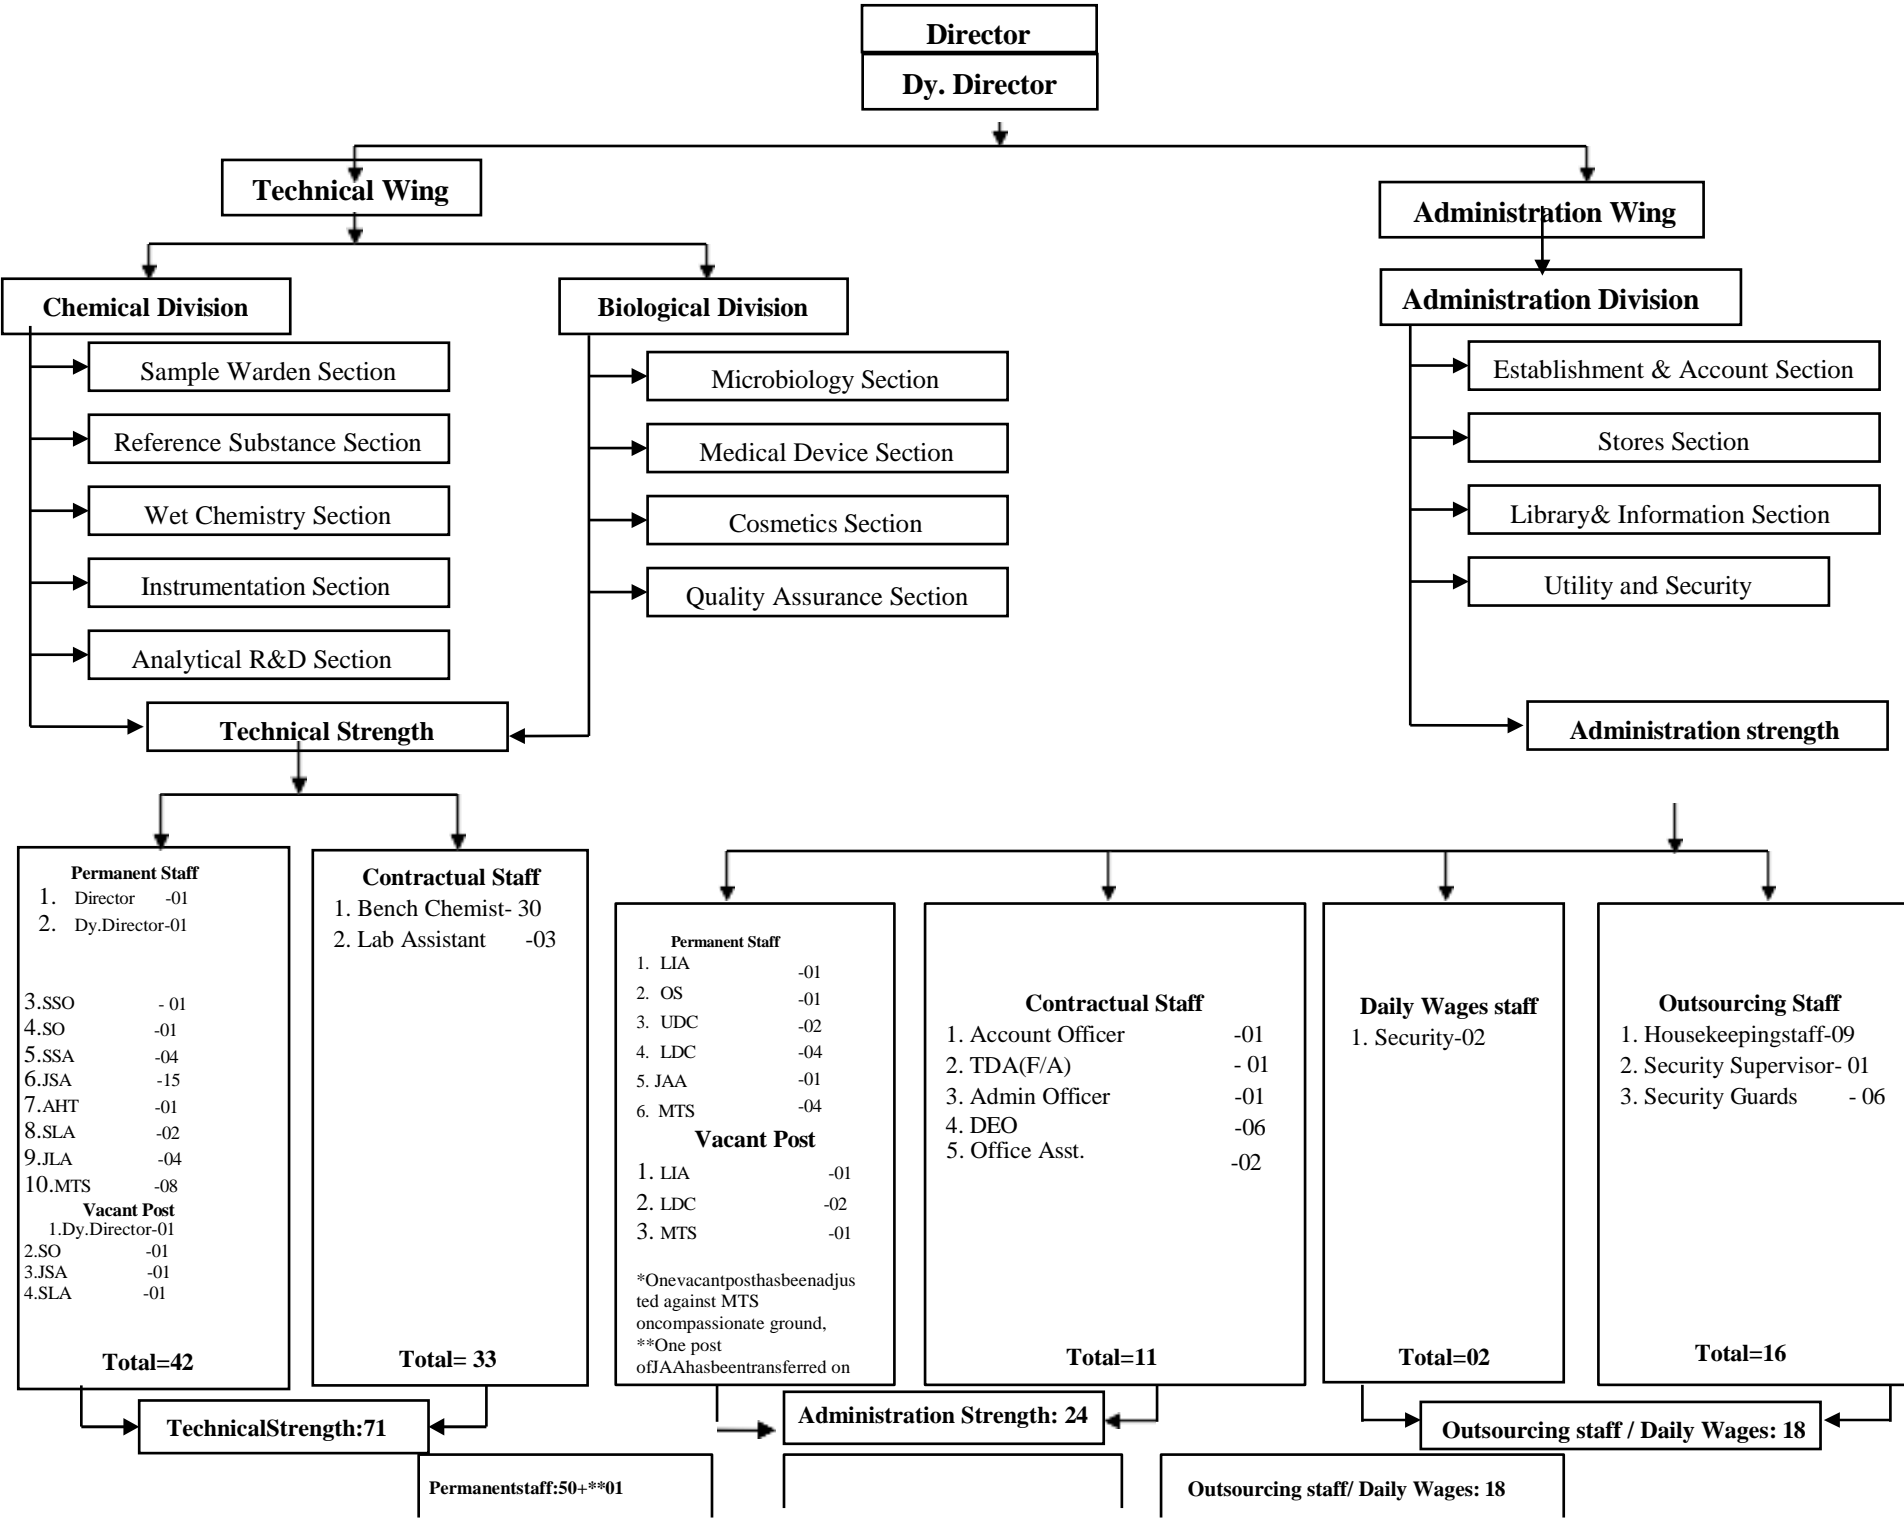 Director
Dy. Director
Technical Wing
Administration Wing
Chemical Division
Biological Division
Administration Division
Sample Warden Section
Reference Substance Section
Wet Chemistry Section
Instrumentation Section
Analytical R&D Section
Microbiology Section
Medical Device Section
Cosmetics Section
Quality Assurance Section
Establishment & Account Section
Stores Section
Library& Information Section
Utility and Security
Technical Strength
Administration strength
Permanent Staff
1. Director -01
2. Dy.Director-01
3.SSO - 01
4.SO -01
5.SSA -04
6.JSA -15
7.AHT -01
8.SLA -02
9.JLA -04
10.MTS -08
Vacant Post
1.Dy.Director-01
2.SO -01
3.JSA -01
4.SLA -01
Total=42
Contractual Staff
1. Bench Chemist- 30
2. Lab Assistant -03
Total= 33
Permanent Staff
1. LIA -01
2. OS -01
3. UDC -02
4. LDC -04
5. JAA -01
6. MTS -04
Vacant Post
1. LIA -01
2. LDC -02
3. MTS -01
*Onevacantposthasbeenadjus
ted against MTS
oncompassionate ground,
**One post
ofJAAhasbeentransferred on
Contractual Staff
1. Account Officer -01
2. TDA(F/A) - 01
3. Admin Officer -01
4. DEO -06
5. Office Asst. -02
Total=11
Daily Wages staff
1. Security-02
Total=02
Outsourcing Staff
1. Housekeepingstaff-09
2. Security Supervisor- 01
3. Security Guards - 06
Total=16
TechnicalStrength:71
Administration Strength: 24
Outsourcing staff / Daily Wages: 18
Permanentstaff:50+**01
Outsourcing staff/ Daily Wages: 18